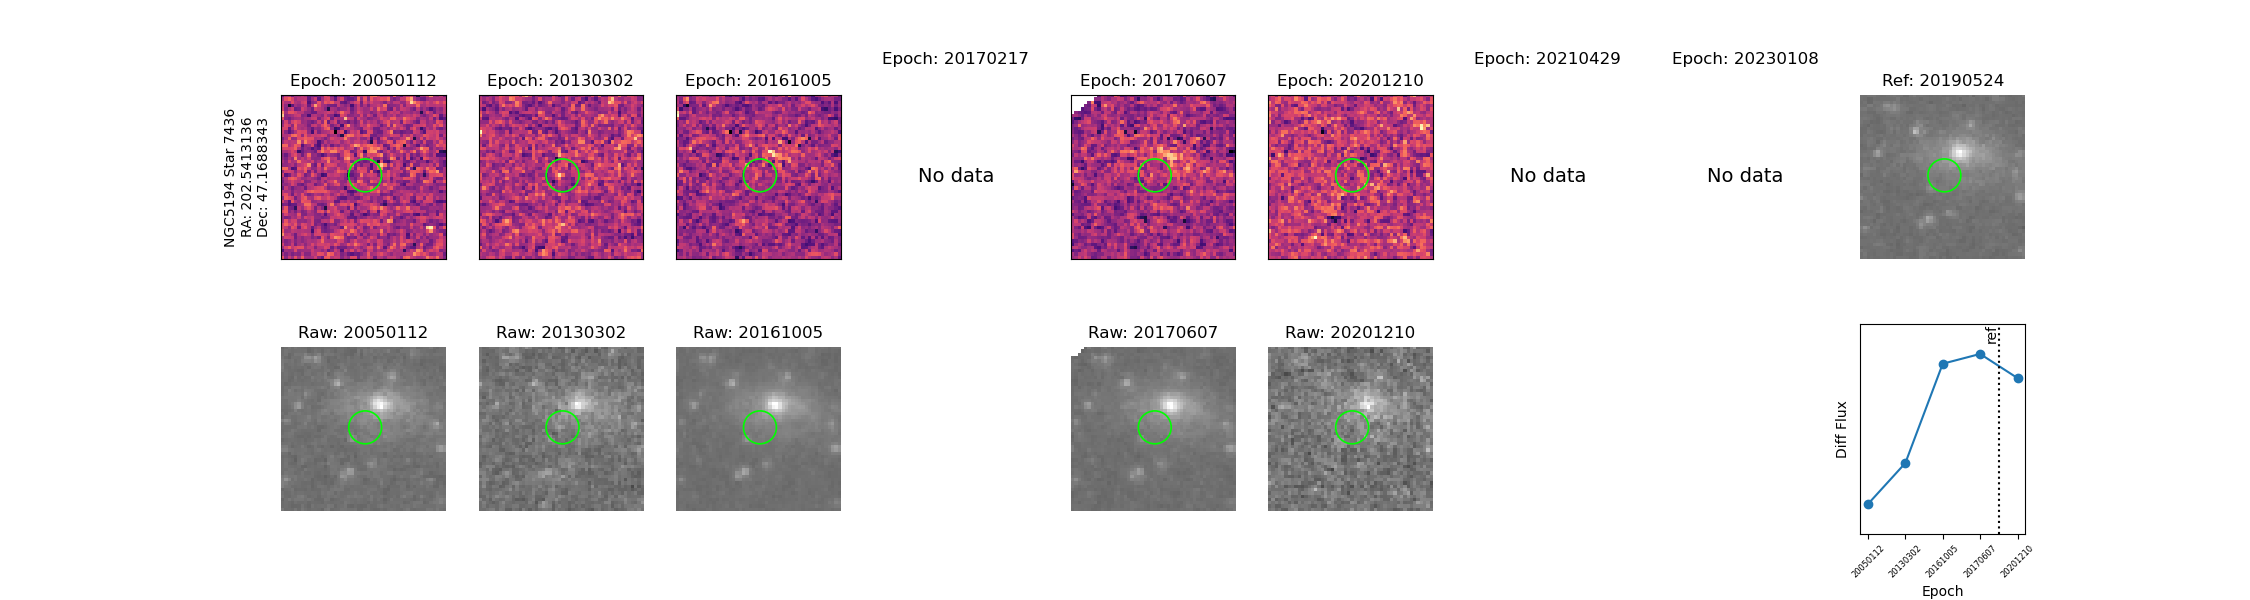 NGC5194 Star 7436
RA: 202.5413136
Dec: 47.1688343
Epoch: 20050112
Epoch: 20130302
Epoch: 20161005
Epoch: 20170217
No data
Epoch: 20170607
Epoch: 20201210
Epoch: 20210429
No data
Epoch: 20230108
No data
Ref: 20190524
Raw: 20050112
Raw: 20130302
Raw: 20161005
Raw: 20170607
Raw: 20201210
Diff Flux
ref
20050112
20130302
20161005
20170607
20201210
Epoch